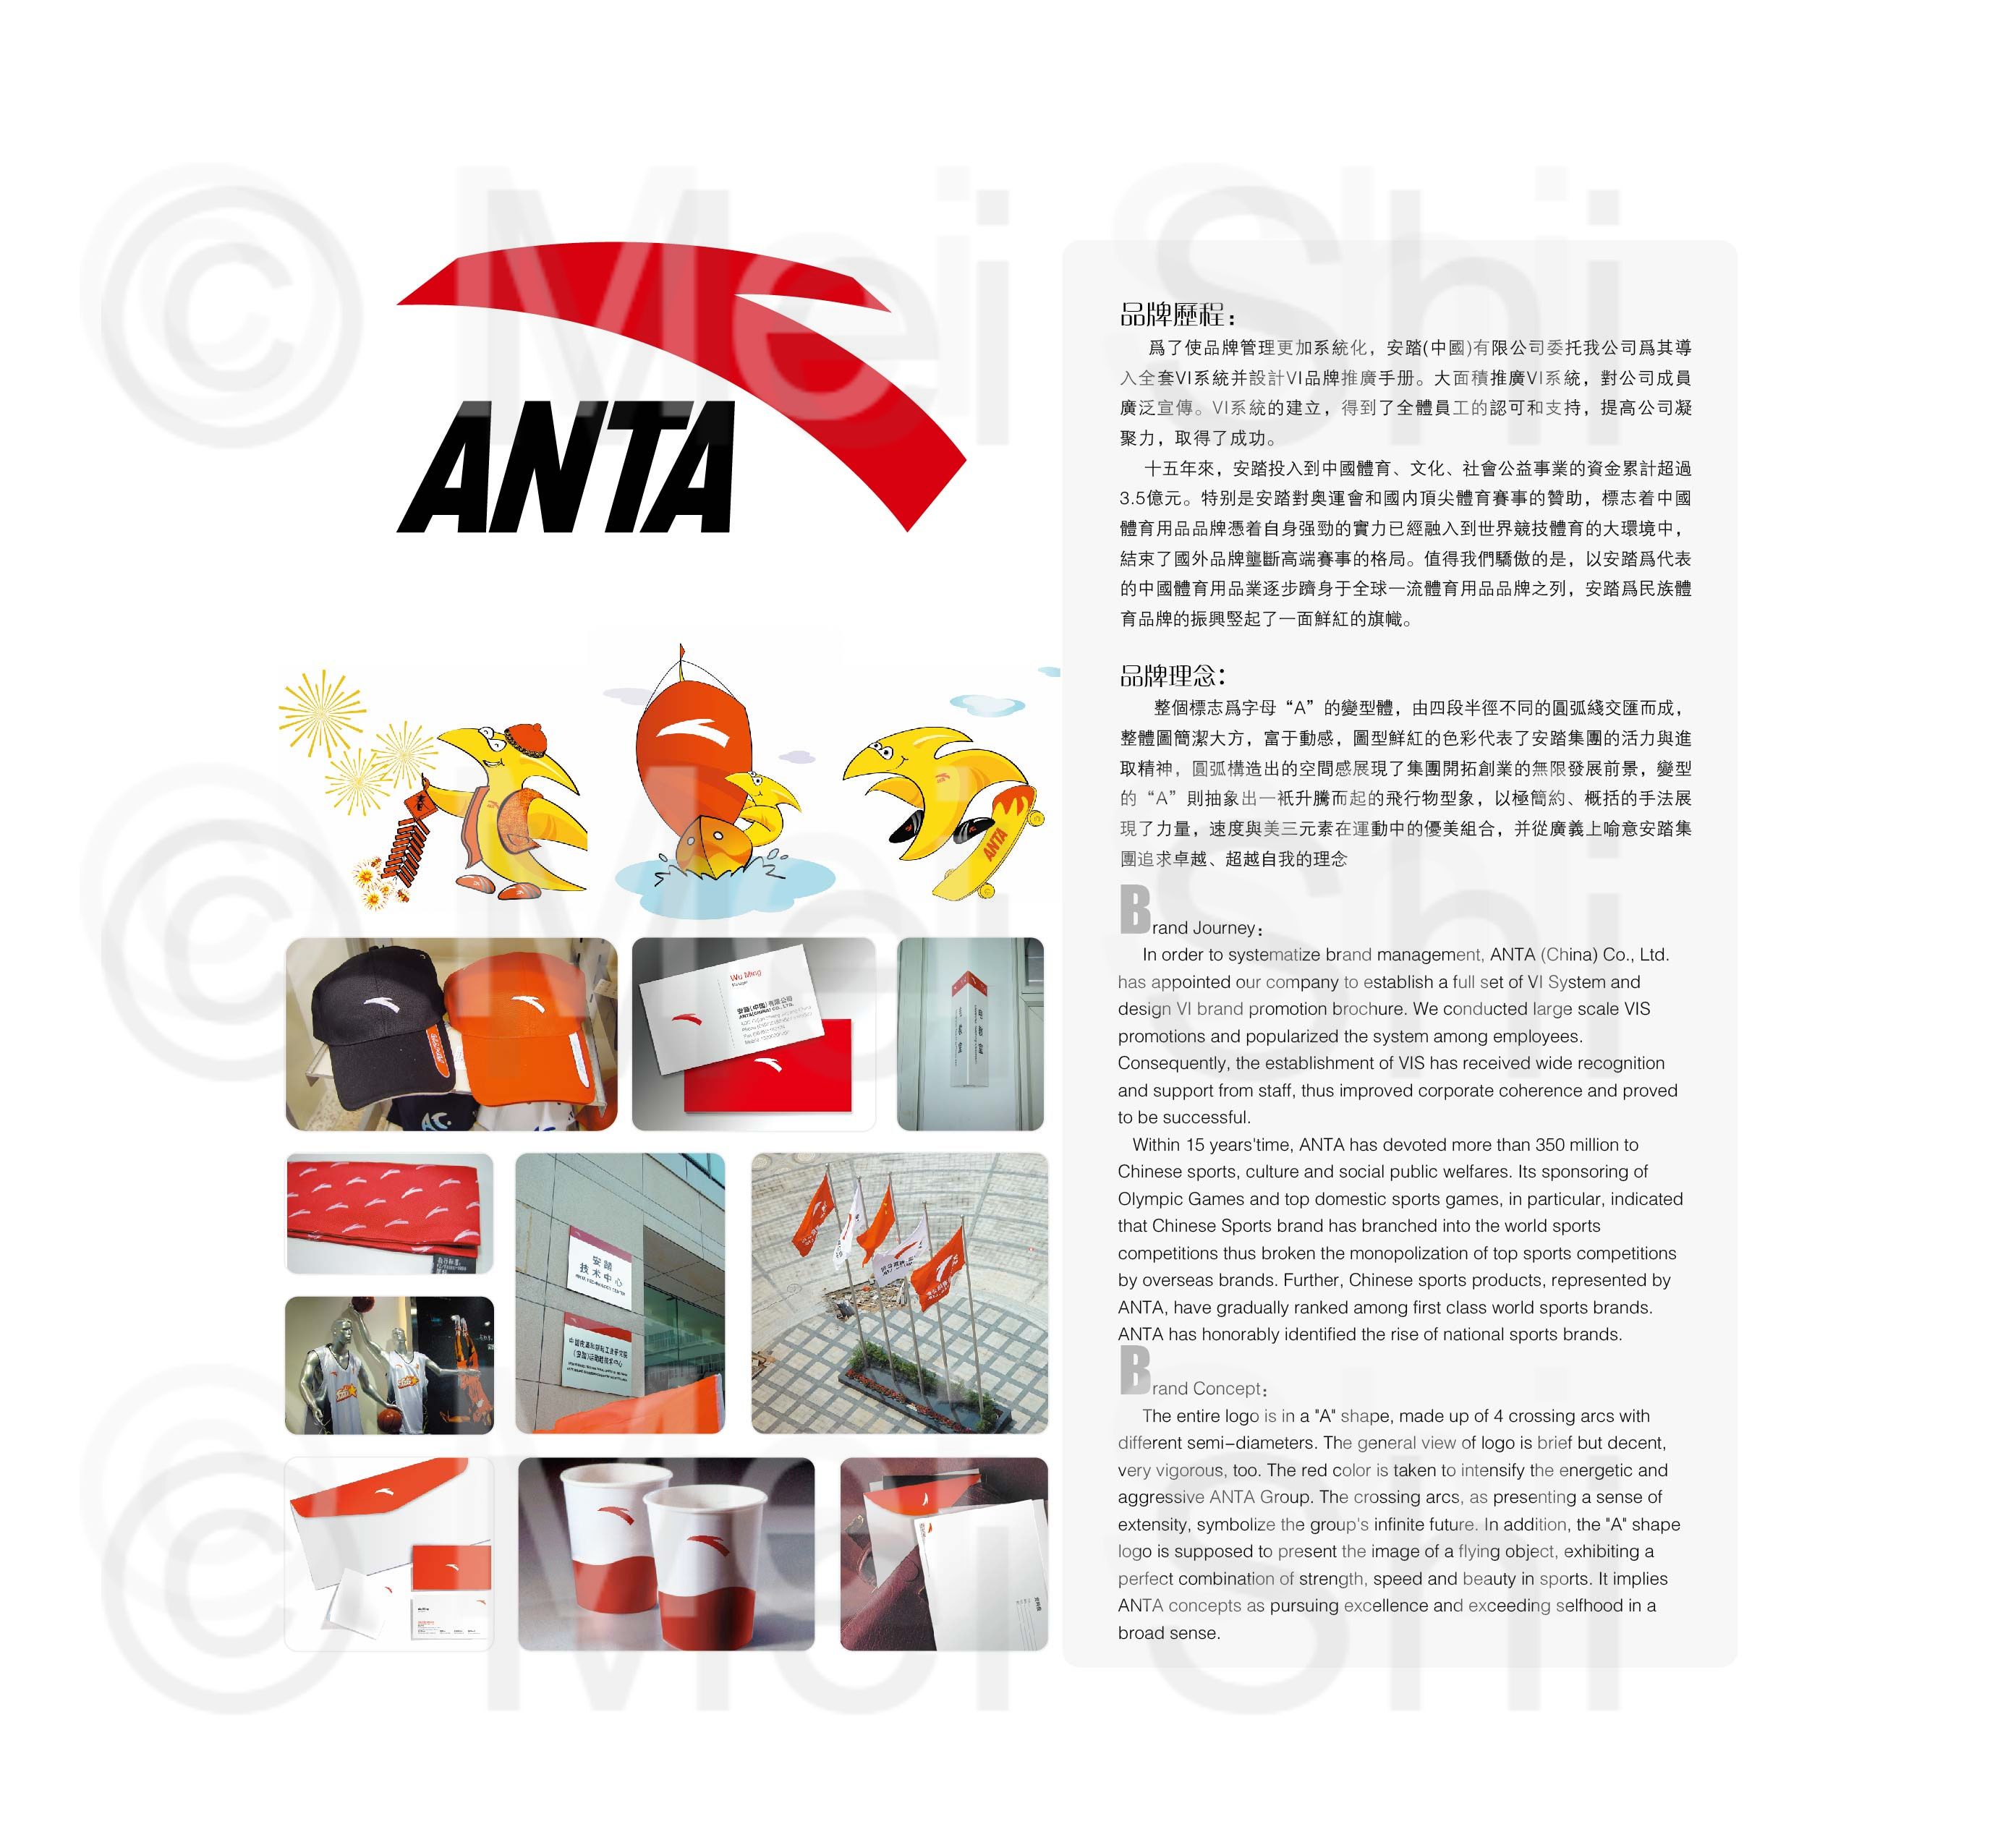 © Mei Shi
ANTA
ANTA
Wu Ming
Manager
安踏(中國)有限公司
ANTA(CHINA) CO., LTD.
安踏
技术中心
© Mei Shi
© Mei Shi
品牌歷程：
爲了使品牌管理更加系統化，安踏(中國)有限公司委托我公司爲其導
入全套VI系統并設計VI品牌推廣手册。大面積推廣VI系統，對公司成員
廣泛宣傳。VI系統的建立，得到了全體員工的認可和支持，提高公司凝
聚力，取得了成功。
十五年來，安踏投入到中國體育、文化、社會公益事業的資金累計超過
3.5億元。特别是安踏對奥運會和國内頂尖體育賽事的贊助，標志着中國
體育用品品牌憑着自身强勁的實力已經融入到世界競技體育的大環境中，
結束了國外品牌壟斷高端賽事的格局。值得我們驕傲的是，以安踏爲代表
的中國體育用品業逐步躋身于全球一流體育用品品牌之列，安踏爲民族體
育品牌的振興竪起了一面鮮紅的旗幟。
品牌理念：
整個標志爲字母“A”的變型體，由四段半徑不同的圓弧綫交匯而成，
整體圖簡潔大方，富于動感，圖型鮮紅的色彩代表了安踏集團的活力與進
取精神，圓弧構造出的空間感展現了集團開拓創業的無限發展前景，變型
的“A”則抽象出一衹升騰而起的飛行物型象，以極簡約、概括的手法展
現了力量，速度與美三元素在運動中的優美組合，并從廣義上喻意安踏集
團追求卓越、超越自我的理念
Brand Journey：
In order to systematize brand management, ANTA (China) Co., Ltd.
has appointed our company to establish a full set of VI System and
design VI brand promotion brochure. We conducted large scale VIS
promotions and popularized the system among employees.
Consequently, the establishment of VIS has received wide recognition
and support from staff, thus improved corporate coherence and proved
to be successful.
Within 15 years'time, ANTA has devoted more than 350 million to
Chinese sports, culture and social public welfares. Its sponsoring of
Olympic Games and top domestic sports games, in particular, indicated
that Chinese Sports brand has branched into the world sports
competitions thus broken the monopolization of top sports competitions
by overseas brands. Further, Chinese sports products, represented by
ANTA, have gradually ranked among first class world sports brands.
ANTA has honorably identified the rise of national sports brands.
Brand Concept：
The entire logo is in a "A" shape, made up of 4 crossing arcs with
different semi-diameters. The general view of logo is brief but decent,
very vigorous, too. The red color is taken to intensify the energetic and
aggressive ANTA Group. The crossing arcs, as presenting a sense of
extensity, symbolize the group's infinite future. In addition, the "A" shape
logo is supposed to present the image of a flying object, exhibiting a
perfect combination of strength, speed and beauty in sports. It implies
ANTA concepts as pursuing excellence and exceeding selfhood in a
broad sense.